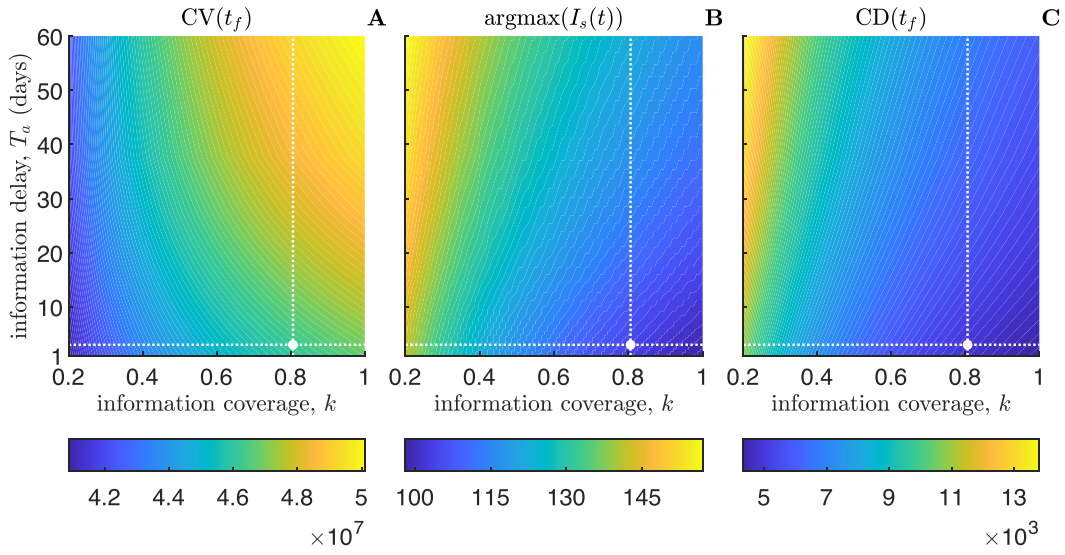 CV(t_f) A argmax(I_s(t)) B CD(t_f) C
information delay, T_a (days)
60
50
40
30
20
10
1
0.2 0.4 0.6 0.8 1 0.2 0.4 0.6 0.8 1 0.2 0.4 0.6 0.8 1
information coverage, k information coverage, k information coverage, k
4.2 4.4 4.6 4.8 5 100 115 130 145 5 7 9 11 13
×10^7 ×10^3